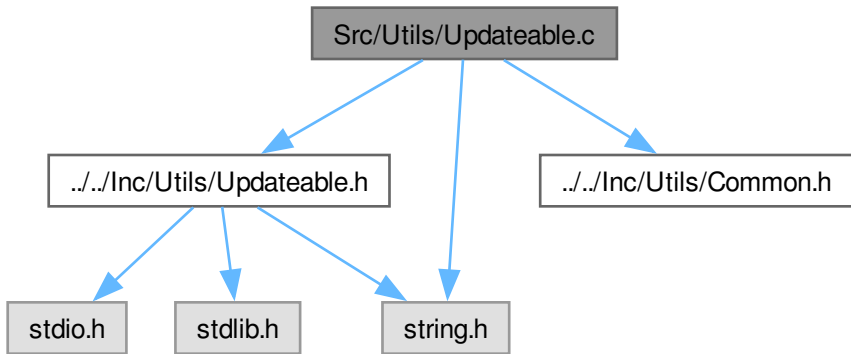 Src/Utils/Updateable.c
../../Inc/Utils/Updateable.h
../../Inc/Utils/Common.h
stdio.h
stdlib.h
string.h